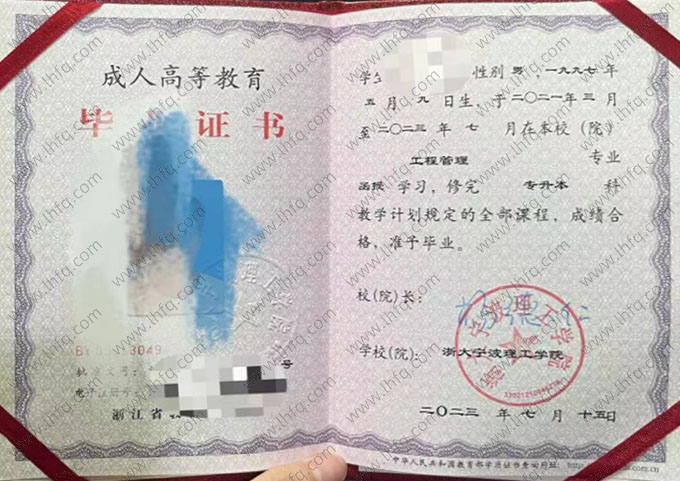 成人高等教育
毕 证书
3049
号
浙江省
学生 性别 男，一九九七 年
五 月 九 日生，于 二〇二一 年 三 月
至 二〇二三 年 七 月在本校（院）
工程管理 专业
函授 学习，修完 专升本 科
教学计划规定的全部课程，成绩合
格，准予毕业。
校(院)长：
学校(院)： 浙大宁波理工学院
二〇二三 年 七 月 十五日
中华人民共和国教育部学历证书查询网址：
www.lhfq.com